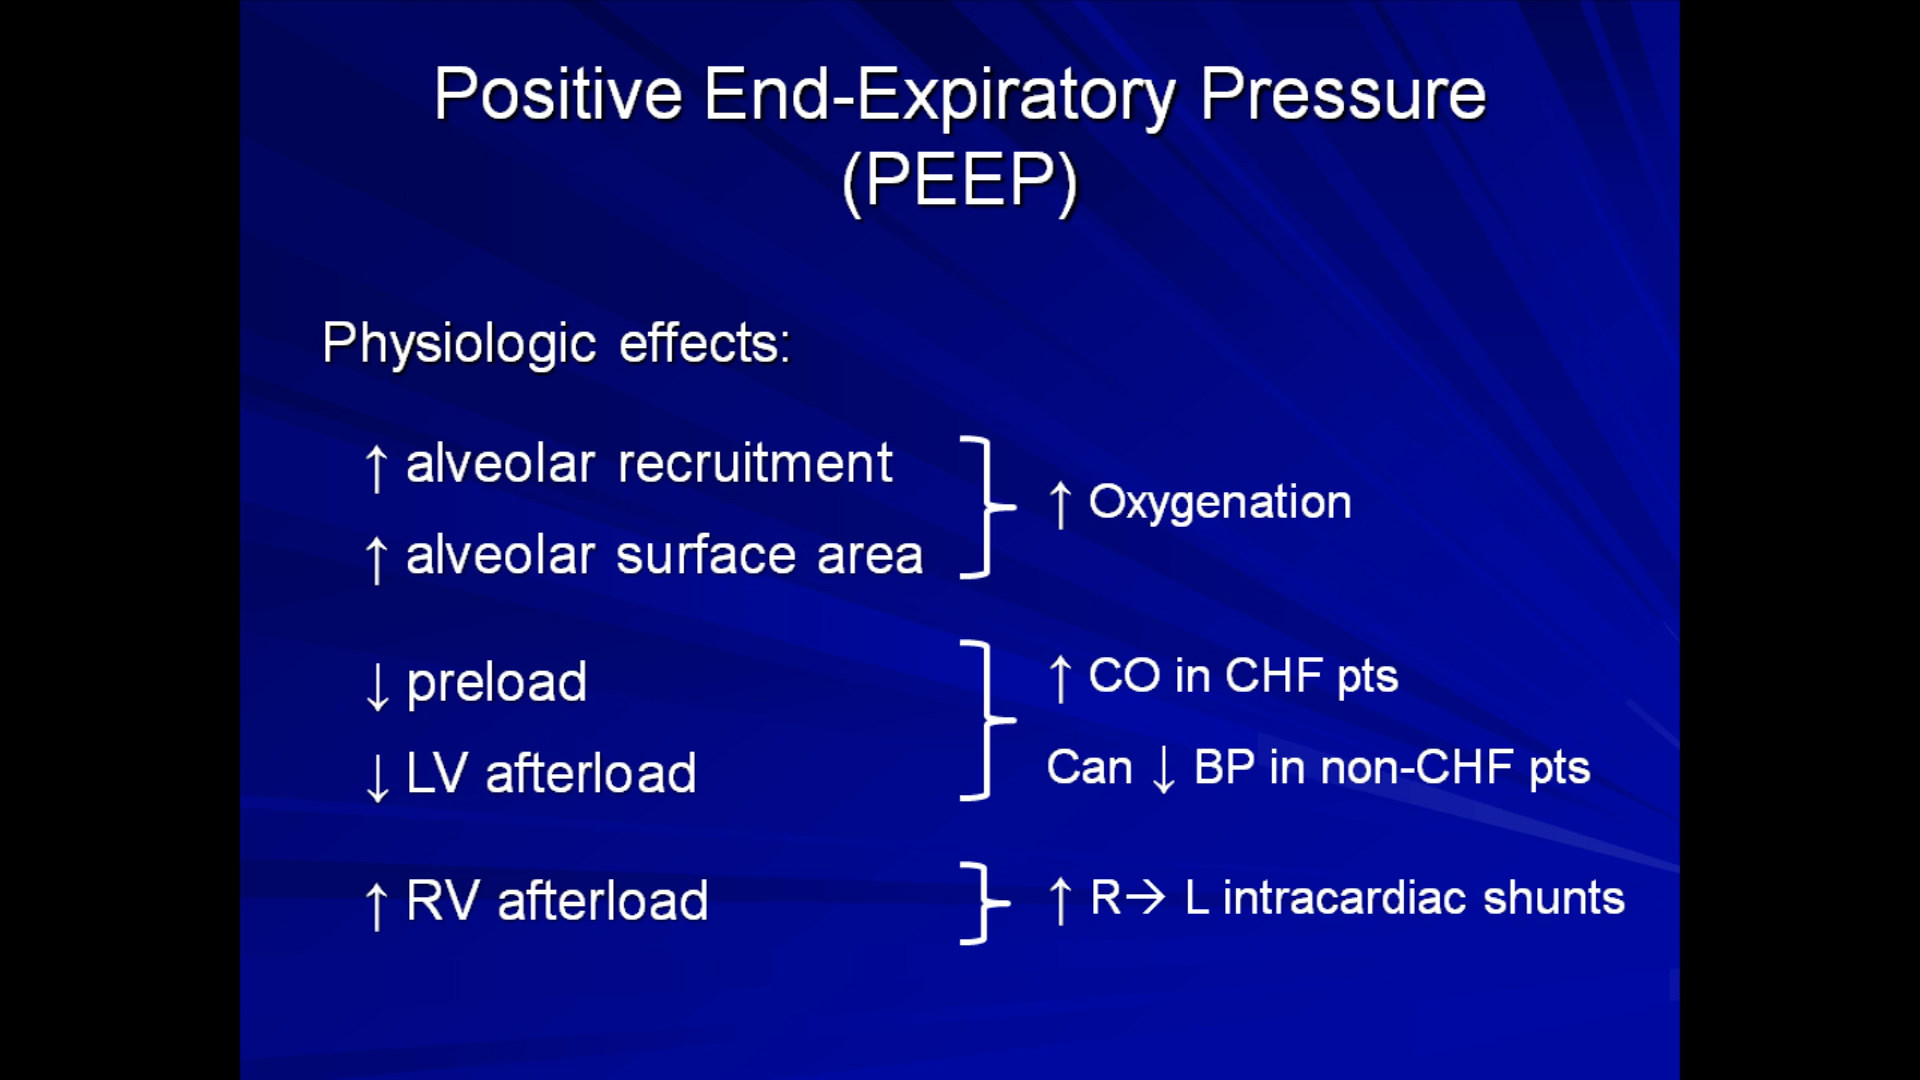 Positive End-Expiratory Pressure
(PEEP)
Physiologic effects:
↑ alveolar recruitment
↑ alveolar surface area
↑ Oxygenation
↓ preload
↓ LV afterload
↑ CO in CHF pts
Can ↓ BP in non-CHF pts
↑ RV afterload
↑ R→ L intracardiac shunts